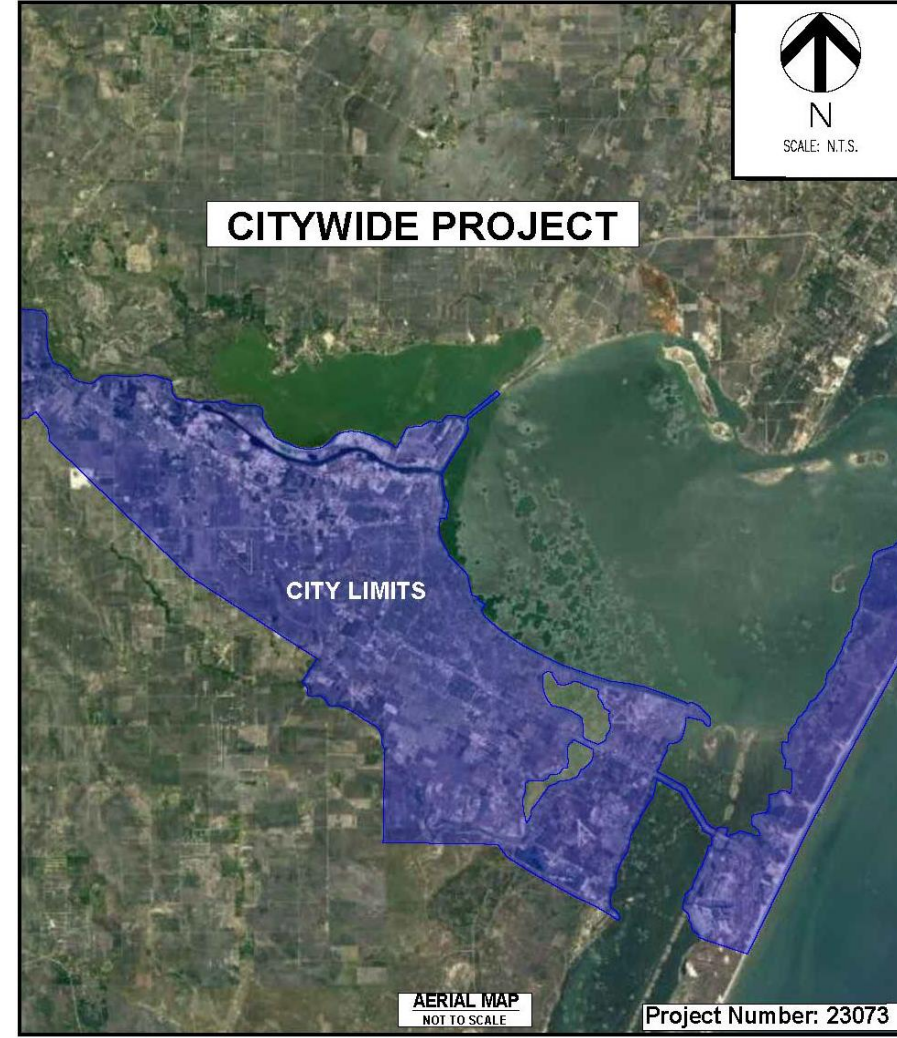 N
SCALE: N.T.S.
CITYWIDE PROJECT
CITY LIMITS
AERIAL MAP
NOT TO SCALE
Project Number: 23073